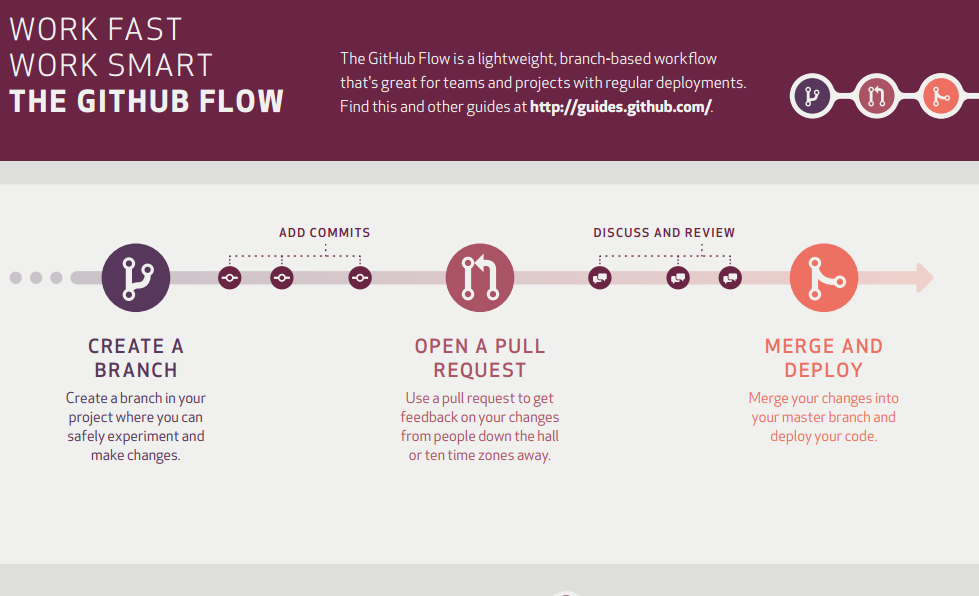 WORK FAST
WORK SMART
THE GITHUB FLOW
The GitHub Flow is a lightweight, branch-based workflow
that's great for teams and projects with regular deployments.
Find this and other guides at http://guides.github.com/.
ADD COMMITS
DISCUSS AND REVIEW
CREATE A
BRANCH
Create a branch in your
project where you can
safely experiment and
make changes.
OPEN A PULL
REQUEST
Use a pull request to get
feedback on your changes
from people down the hall
or ten time zones away.
MERGE AND
DEPLOY
Merge your changes into
your master branch and
deploy your code.